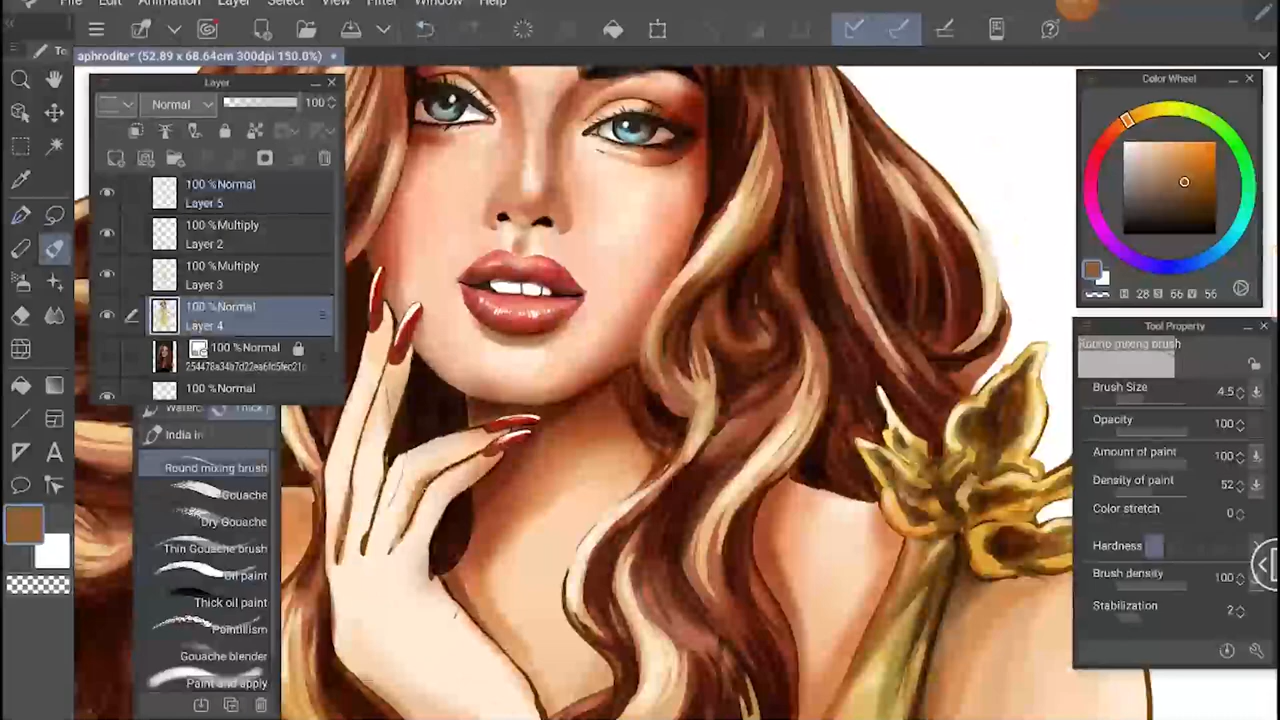 File Edit Animation Layer Select View Filter Window Help
To
aphrodite* (52.89 x 68.64cm 300dpi 150.0%)
Layer
Normal 100
100 %Normal
Layer 5
100 %Multiply
Layer 2
100 %Multiply
Layer 3
100 %Normal
Layer 4
100 %Normal
100 %Normal
Thick
India in
Round mixing brush
Gouache
Dry Gouache
Thin Gouache brush
Oil paint
Thick oil paint
Pointillism
Gouache blender
Paint and apply
A
Color Wheel
H 28 S 66 V 56
Tool Property
Round mixing brush
Brush Size 4.5
Opacity 100
Amount of paint 100
Density of paint 52
Color stretch 0
Hardness
Brush density 100
Stabilization 2